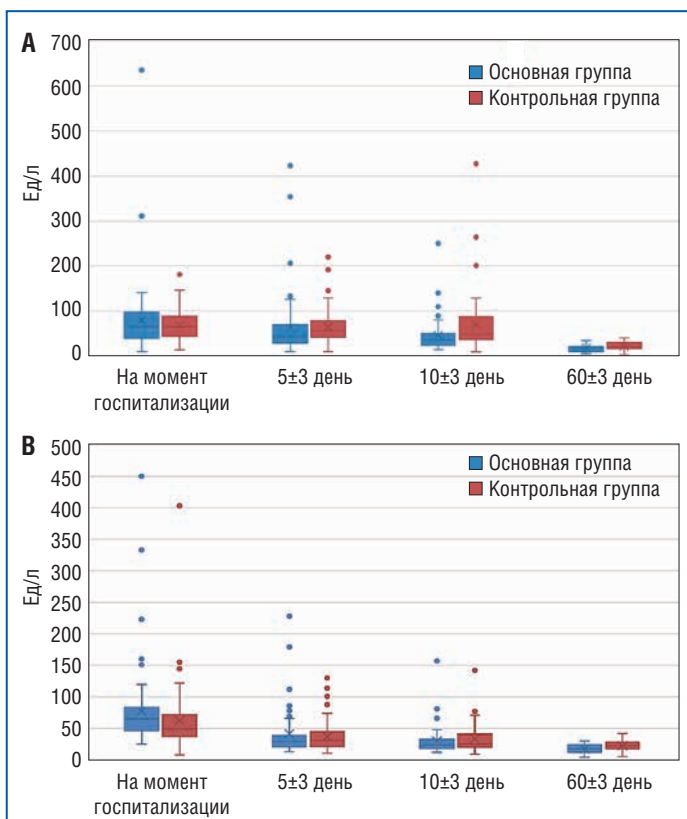 A
700
600
500
400
300
200
100
0
Ед/л
Основная группа
Контрольная группа
На момент
госпитализации
5±3 день
10±3 день
60±3 день
B
500
450
400
350
300
250
200
150
100
50
0
Ед/л
Основная группа
Контрольная группа
На момент
госпитализации
5±3 день
10±3 день
60±3 день